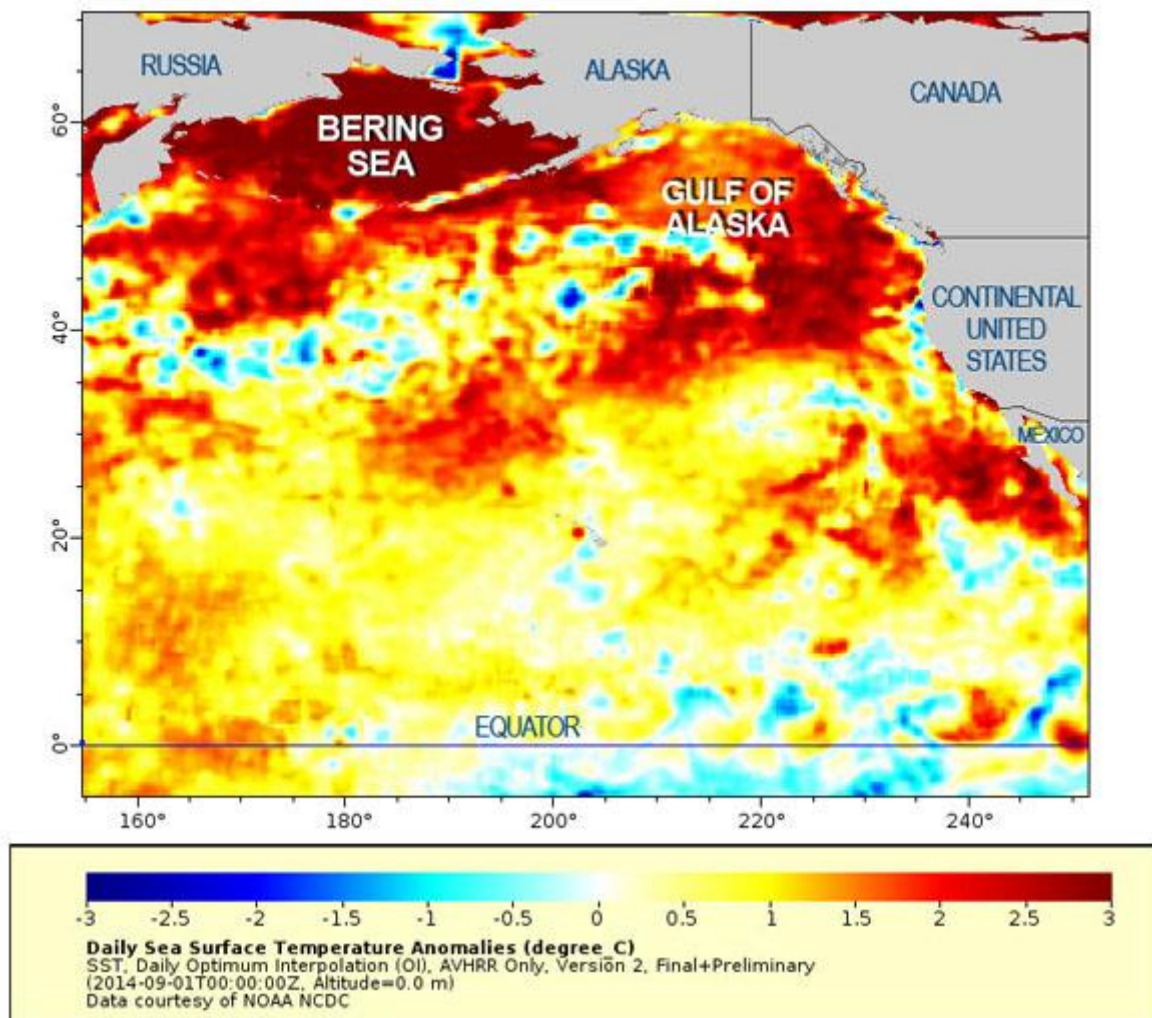 RUSSIA
ALASKA
CANADA
60°
BERING
SEA
GULF OF
ALASKA
CONTINENTAL
UNITED
STATES
40°
MEXICO
20°
EQUATOR
0°
160° 180° 200° 220° 240°
-3 -2.5 -2 -1.5 -1 -0.5 0 0.5 1 1.5 2 2.5 3
Daily Sea Surface Temperature Anomalies (degree_C)
SST, Daily Optimum Interpolation (OI), AVHRR Only, Version 2, Final+Preliminary
(2014-09-01T00:00:00Z, Altitude=0.0 m)
Data courtesy of NOAA NCDC